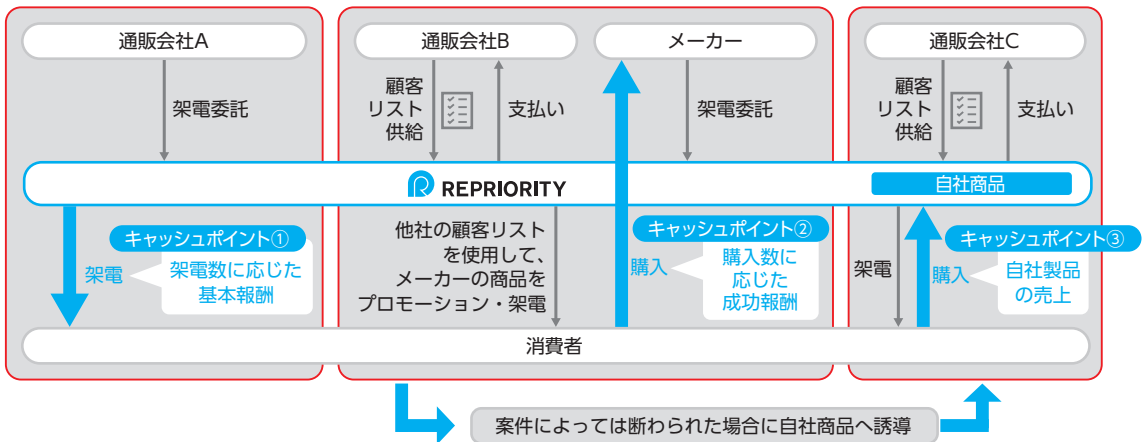 通販会社A
架電委託
通販会社B
メーカー
顧客
リスト
供給
支払い
架電委託
通販会社C
顧客
リスト
供給
支払い
REPRIORITY
自社商品
キャッシュポイント①
架電
架電数に応じた
基本報酬
他社の顧客リスト
を使用して、
メーカーの商品を
プロモーション・架電
キャッシュポイント②
購入
購入数に
応じた
成功報酬
架電
キャッシュポイント③
購入
自社製品
の売上
消費者
案件によっては断わられた場合に自社商品へ誘導